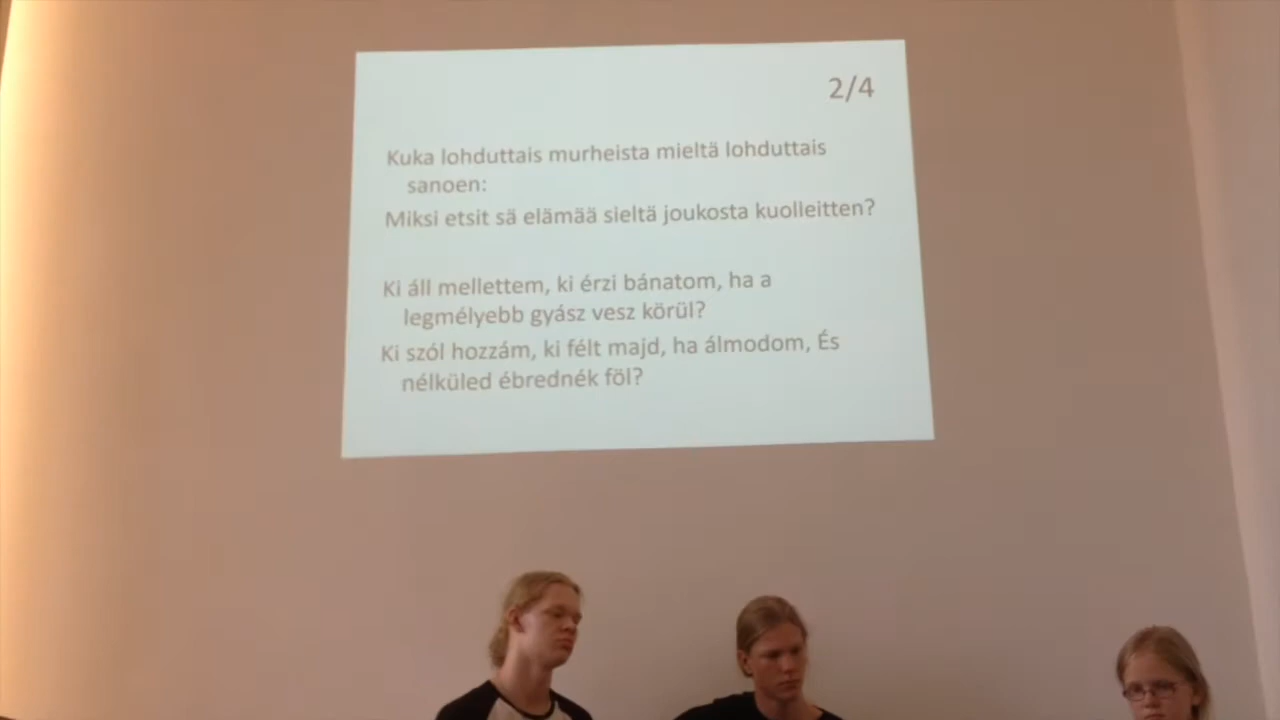 2/4
Kuka lohduttais murheista mieltä lohduttais
sanoen:
Miksi etsit sä elämää sieltä joukosta kuolleitten?
Ki áll mellettem, ki érzi bánatom, ha a
legmélyebb gyász vesz körül?
Ki szól hozzám, ki félt majd, ha álmodom, És
nélküled ébrednék föl?